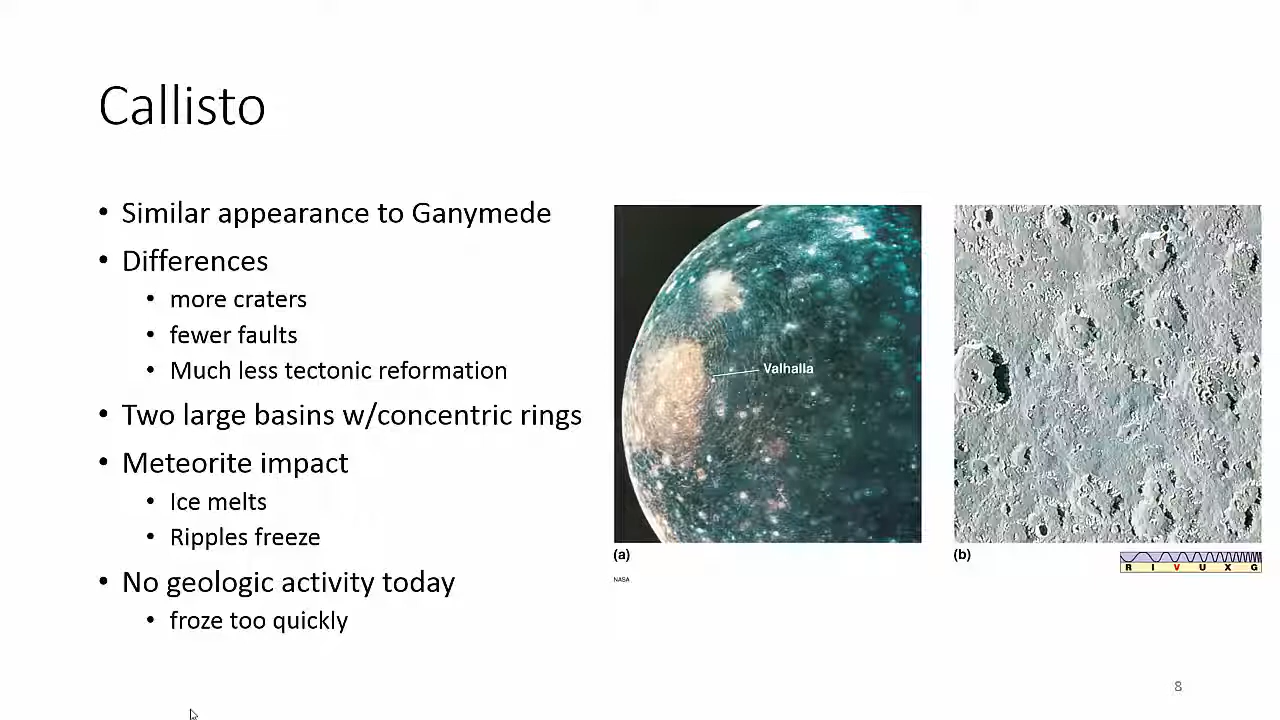 Callisto
• Similar appearance to Ganymede
• Differences
• more craters
• fewer faults
• Much less tectonic reformation
• Two large basins w/concentric rings
• Meteorite impact
• Ice melts
• Ripples freeze
• No geologic activity today
• froze too quickly
Valhalla
(a)
NASA
(b)
R I V U X G
8